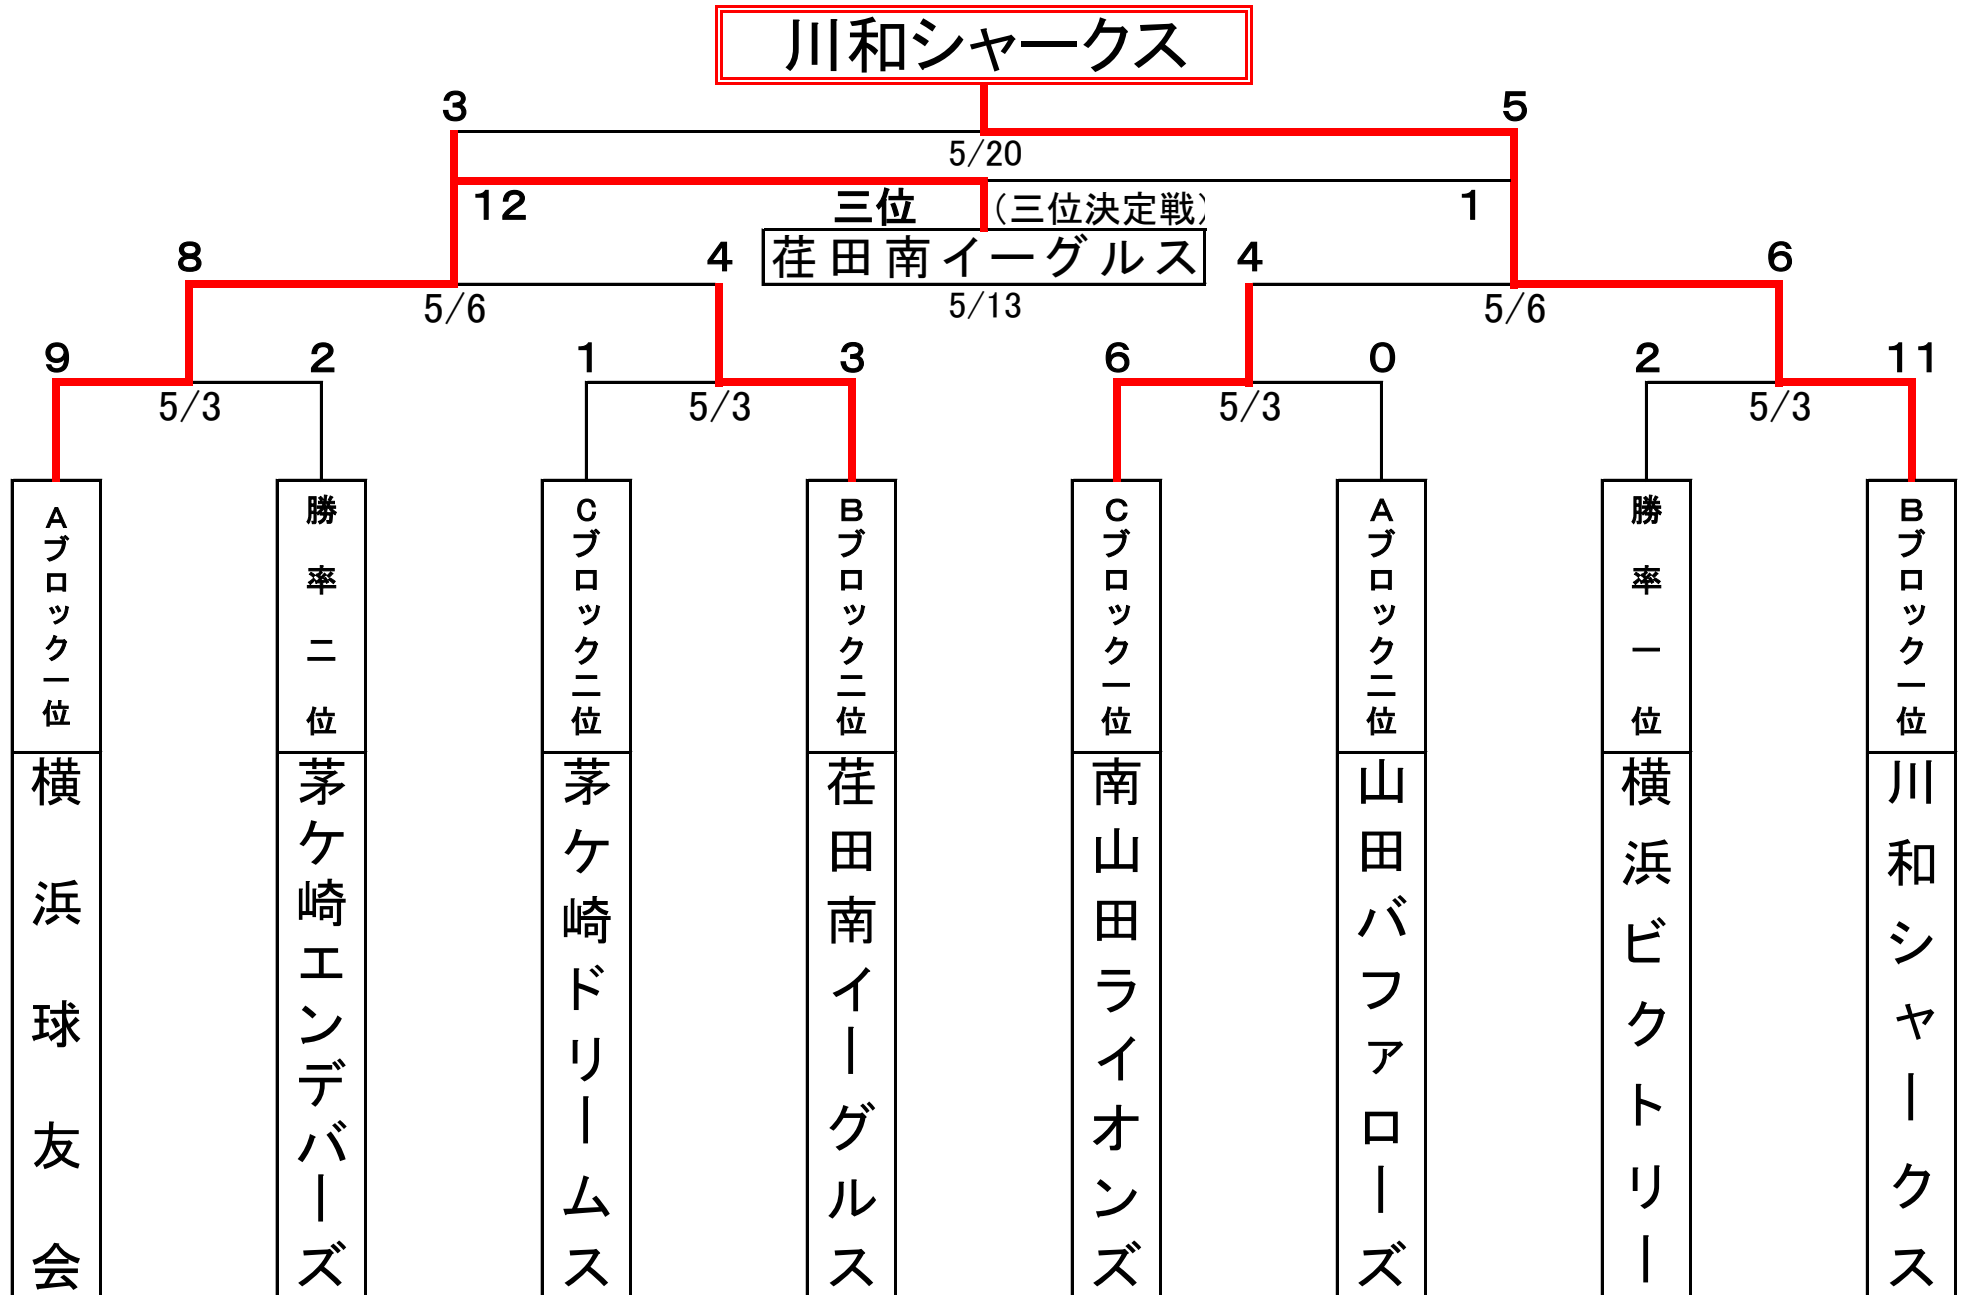 川和シャークス
3
5
5/20
12
三位
（三位決定戦）
1
8
4
荏田南イーグルス
4
6
5/6
5/13
5/6
9
2
1
3
6
0
2
11
5/3
5/3
5/3
5/3
Aブロック一位
勝率二位
Cブロック二位
Bブロック二位
Cブロック一位
Aブロック二位
勝率一位
Bブロック一位
横浜球友会
茅ケ崎エンデバーズ
茅ケ崎ドリームス
荏田南イーグルス
南山田ライオンズ
山田バファローズ
横浜ビクトリー
川和シャークス